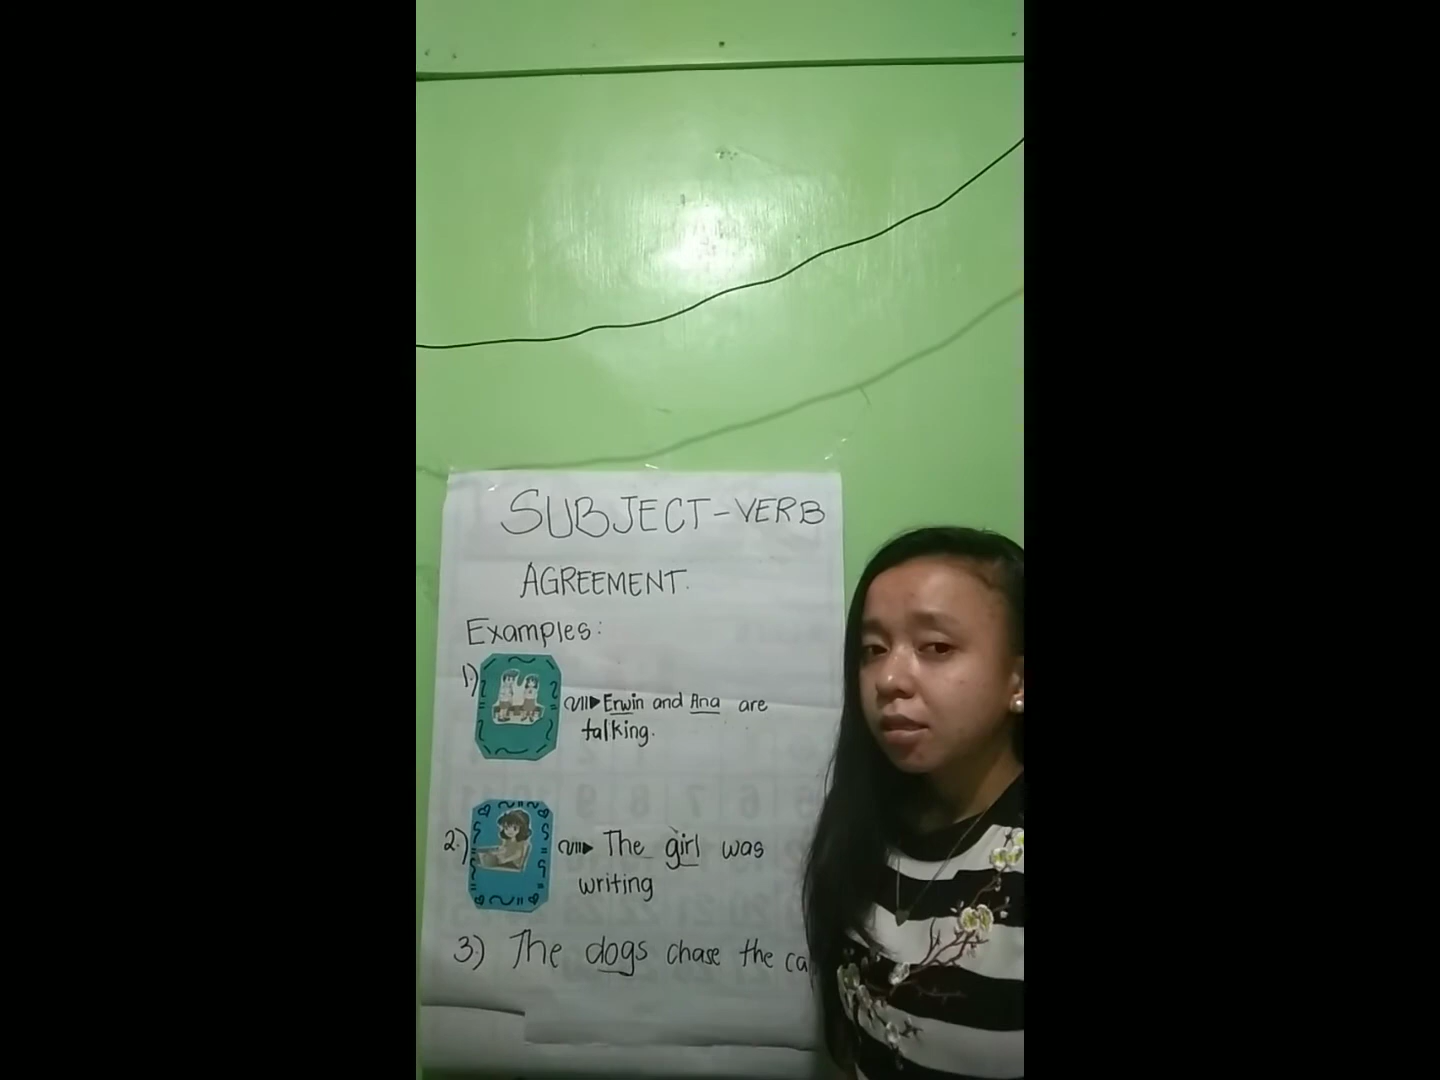 SUBJECT-VERB
AGREEMENT.
Examples:
1.) Erwin and Ana are
talking.
2.) The girl was
writing
3.) The dogs chase the